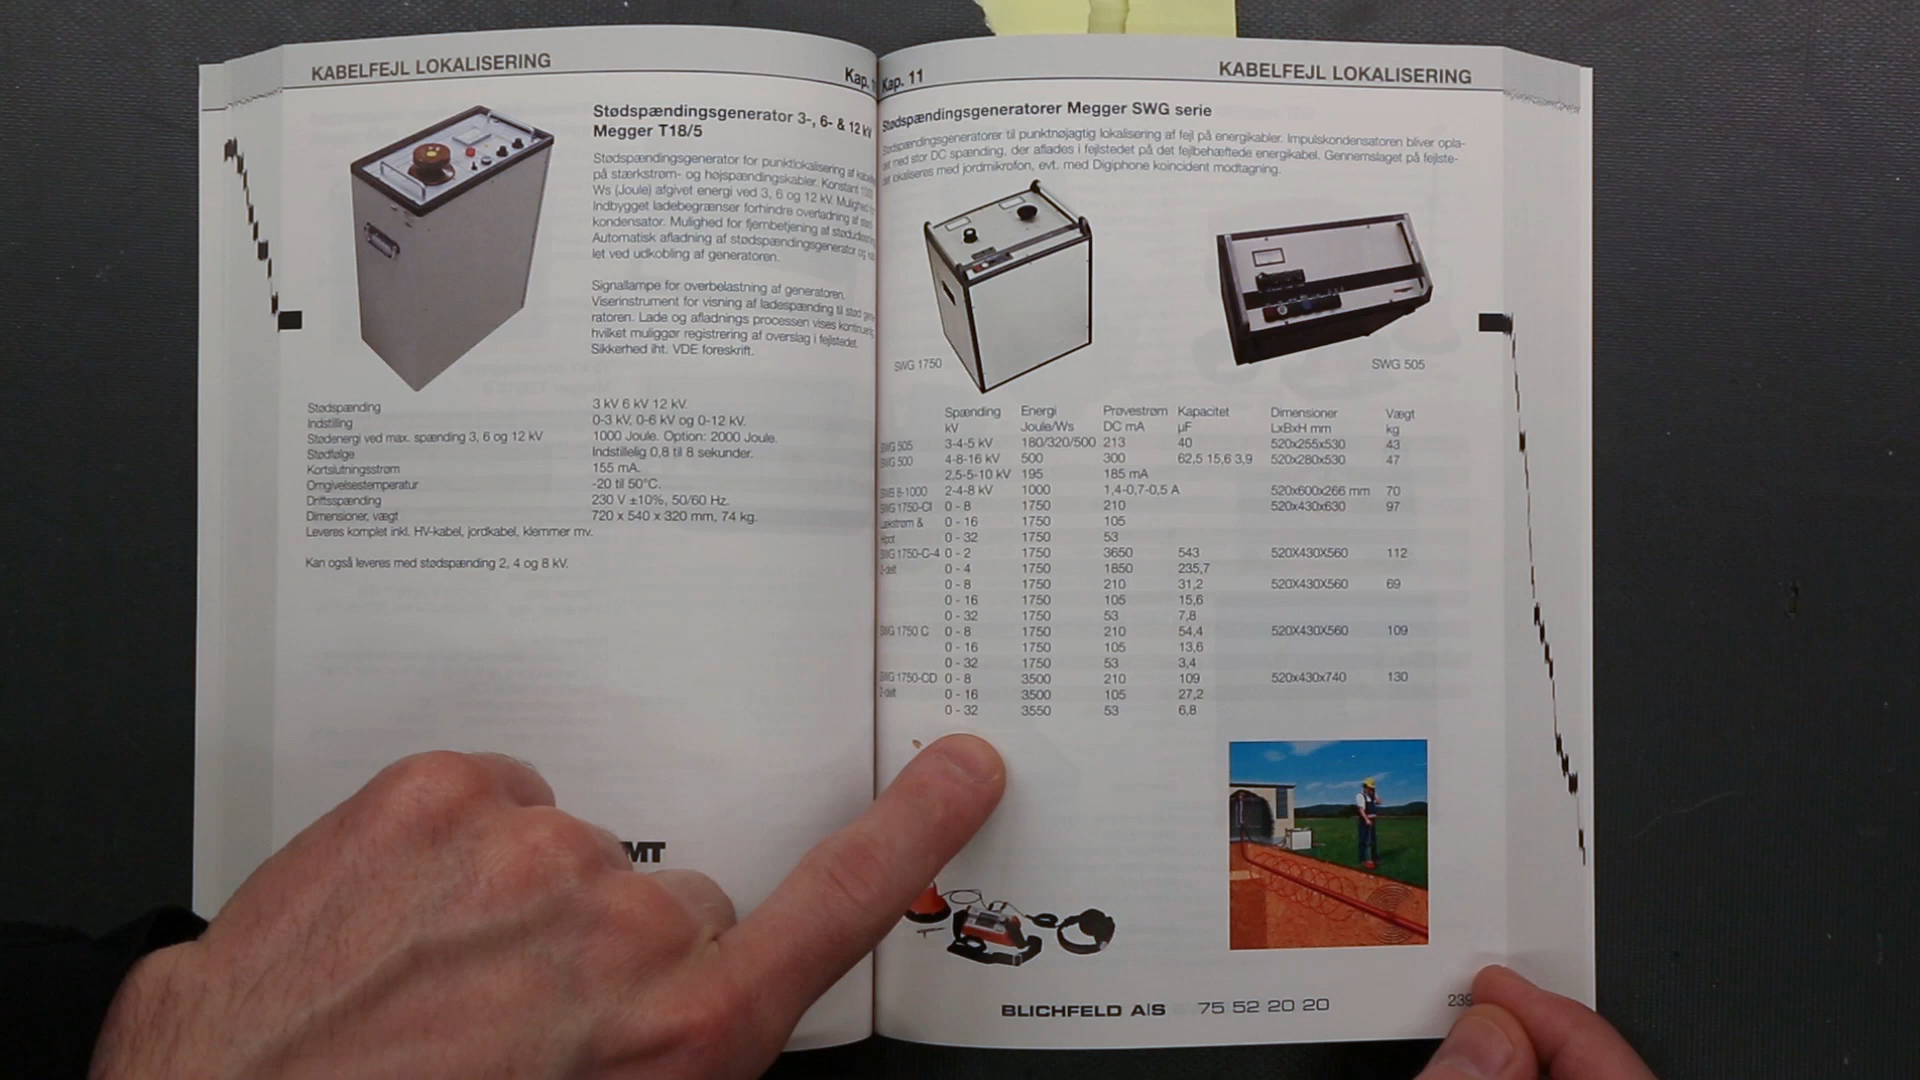 KABELFEJL LOKALISERING
Kap.
Stødspændingsgenerator 3-, 6- & 12 kV
Megger T18/5
Stødspændingsgenerator for punktlokalisering af
på stærkstrøm- og højspændingskabler. Konstant
Ws (Joule) afgivet energi ved 3, 6 og 12 kV.
Indbygget ladebegrænser forhindre overladning af
kondensator. Mulighed for fjernbetjening af
Automatisk afladning af stødspændingsgenerator og
let ved udkobling af generatoren.
Signallampe for overbelastning af generatoren.
Viserinstrument for visning af ladespænding til stød
ratoren. Lade og afladnings processen vises
hvilket muliggør registrering af overslag i fejlstedet.
Sikkerhed iht. VDE foreskrift.
Stødspænding 3 kV 6 kV 12 kV.
Indstilling 0-3 kV, 0-6 kV og 0-12 kV.
Stødenergi ved max. spænding 3, 6 og 12 kV 1000 Joule. Option: 2000 Joule.
Stødfølge Indstillelig 0,8 til 8 sekunder.
Kortslutningsstrøm 155 mA.
Omgivelsestemperatur -20 til 50°C.
Driftsspænding 230 V ±10%, 50/60 Hz.
Dimensioner, vægt 720 x 540 x 320 mm, 74 kg.
Leveres komplet inkl. HV-kabel, jordkabel, klemmer mv.
Kan også leveres med stødspænding 2, 4 og 8 kV.
Kap. 11
KABELFEJL LOKALISERING
Stødspændingsgeneratorer Megger SWG serie
Stødspændingsgeneratorer til punktnøjagtig lokalisering af fejl på energikabler. Impulskondensatoren bliver opla-
det med stor DC spænding, der aflades i fejlstedet på det fejlbehæftede energikabel. Gennemslaget på fejlste-
det lokaliseres med jordmikrofon, evt. med Digiphone koincident modtagning.
SWG 1750
SWG 505
Spænding Energi Prøvestrøm Kapacitet Dimensioner Vægt
kV Joule/Ws DC mA µF LxBxH mm kg
SWG 505 3-4-5 kV 180/320/500 213 40 520x255x530 43
SWG 500 4-8-16 kV 500 300 62,5 15,6 3,9 520x280x530 47
2,5-5-10 kV 195 185 mA
8-1000 2-4-8 kV 1000 1,4-0,7-0,5 A 520x600x266 mm 70
SWG 1750-CI 0 - 8 1750 210 520x430x630 97
Lækstrøm & 0 - 16 1750 105
Hipot 0 - 32 1750 53
SWG 1750-C-4 0 - 2 1750 3650 543 520X430X560 112
2-delt 0 - 4 1750 1850 235,7
0 - 8 1750 210 31,2 520X430X560 69
0 - 16 1750 105 15,6
0 - 32 1750 53 7,8
SWG 1750 C 0 - 8 1750 210 54,4 520X430X560 109
0 - 16 1750 105 13,6
0 - 32 1750 53 3,4
SWG 1750-CD 0 - 8 3500 210 109 520x430x740 130
2-delt 0 - 16 3500 105 27,2
0 - 32 3550 53 6,8
BLICHFELD A|S 75 52 20 20
239